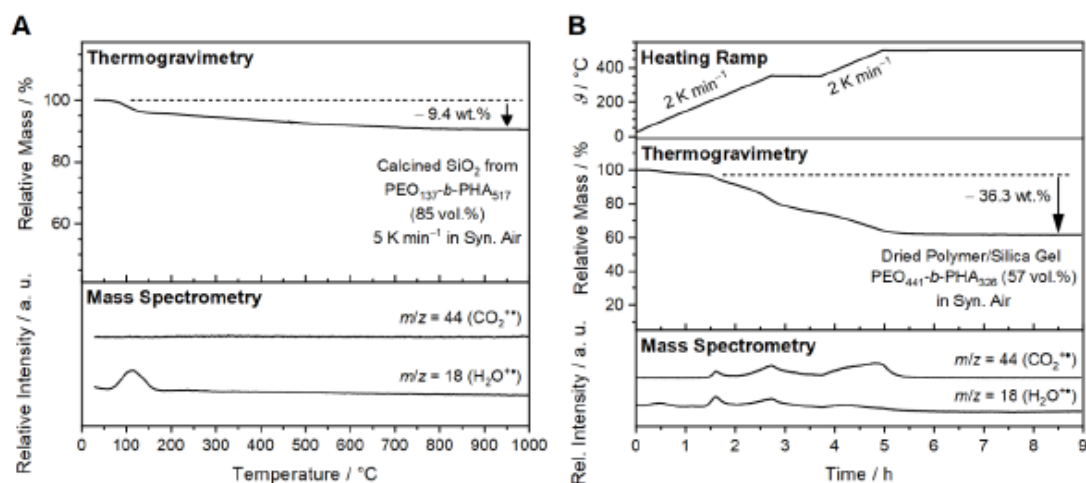 A
Thermogravimetry
Relative Mass / %
100
80
60
− 9.4 wt.%
Calcined SiO₂ from
PEO₁₃₇-b-PHA₅₁₇
(85 vol.%)
5 K min⁻¹ in Syn. Air
Mass Spectrometry
Relative Intensity / a. u.
m/z = 44 (CO₂⁺•)
m/z = 18 (H₂O⁺•)
0 100 200 300 400 500 600 700 800 900 1000
Temperature / °C
B
Heating Ramp
ϑ / °C
400
200
0
2 K min⁻¹
2 K min⁻¹
Thermogravimetry
Relative Mass / %
100
80
60
40
20
− 36.3 wt.%
Dried Polymer/Silica Gel
PEO₄₄₁-b-PHA₃₂₆ (57 vol.%)
in Syn. Air
Mass Spectrometry
Rel. Intensity / a. u.
m/z = 44 (CO₂⁺•)
m/z = 18 (H₂O⁺•)
0 1 2 3 4 5 6 7 8 9
Time / h